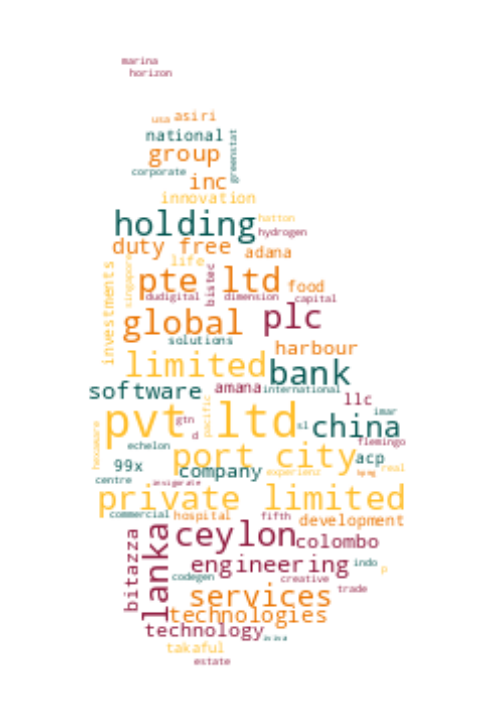 marina
horizon
usa asiri
national
greenstat
group
corporate
inc
innovation
holding
hatton
hydrogen
duty free
adana
life
singapore
investments
bistec
pte ltd
food
dudigital
dimension
capital
global
plc
solutions
harbour
limited
bank
software
amana
international
llc
pvt ltd
pacific
imar
gtn
sl
china
d
flemingo
hexaware
echelon
port city
acp
99x
company
experienz
kpmg
real
centre
insigorate
private limited
commercial
hospital
fifth
development
ceylon
colombo
lanka
bitazza
engineering
indo
p
codegen
creative
trade
services
technologies
technology
takaful
estate